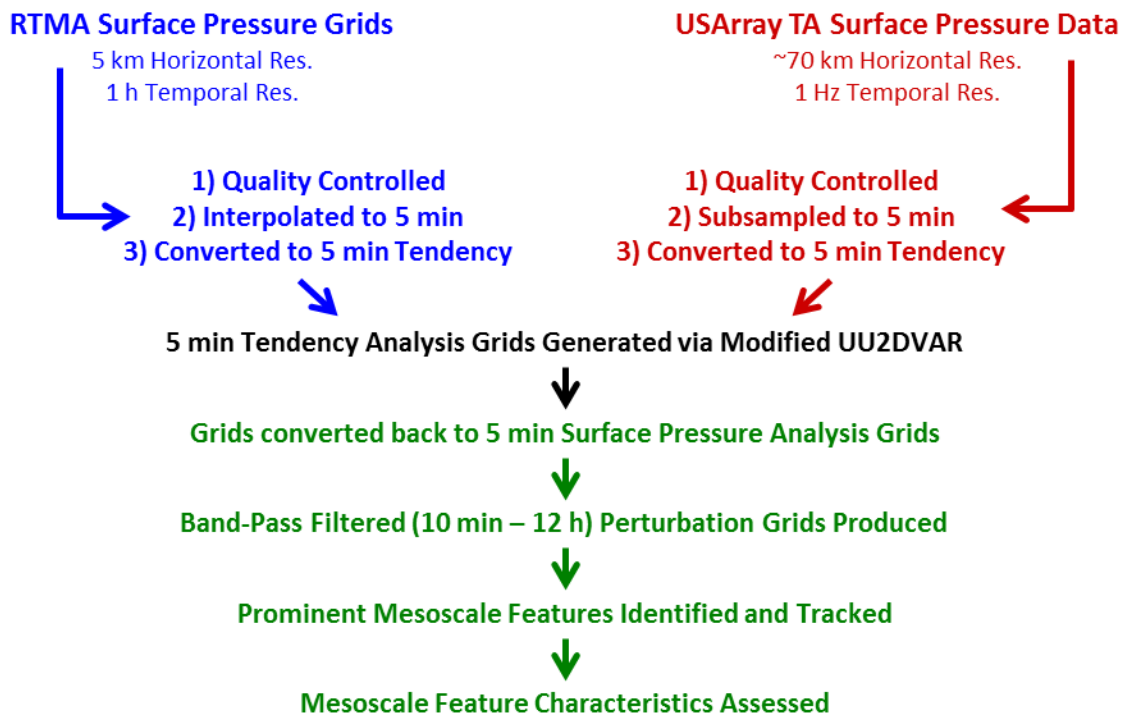 RTMA Surface Pressure Grids
5 km Horizontal Res.
1 h Temporal Res.
USArray TA Surface Pressure Data
~70 km Horizontal Res.
1 Hz Temporal Res.
1) Quality Controlled
2) Interpolated to 5 min
3) Converted to 5 min Tendency
1) Quality Controlled
2) Subsampled to 5 min
3) Converted to 5 min Tendency
5 min Tendency Analysis Grids Generated via Modified UU2DVAR
Grids converted back to 5 min Surface Pressure Analysis Grids
Band-Pass Filtered (10 min – 12 h) Perturbation Grids Produced
Prominent Mesoscale Features Identified and Tracked
Mesoscale Feature Characteristics Assessed